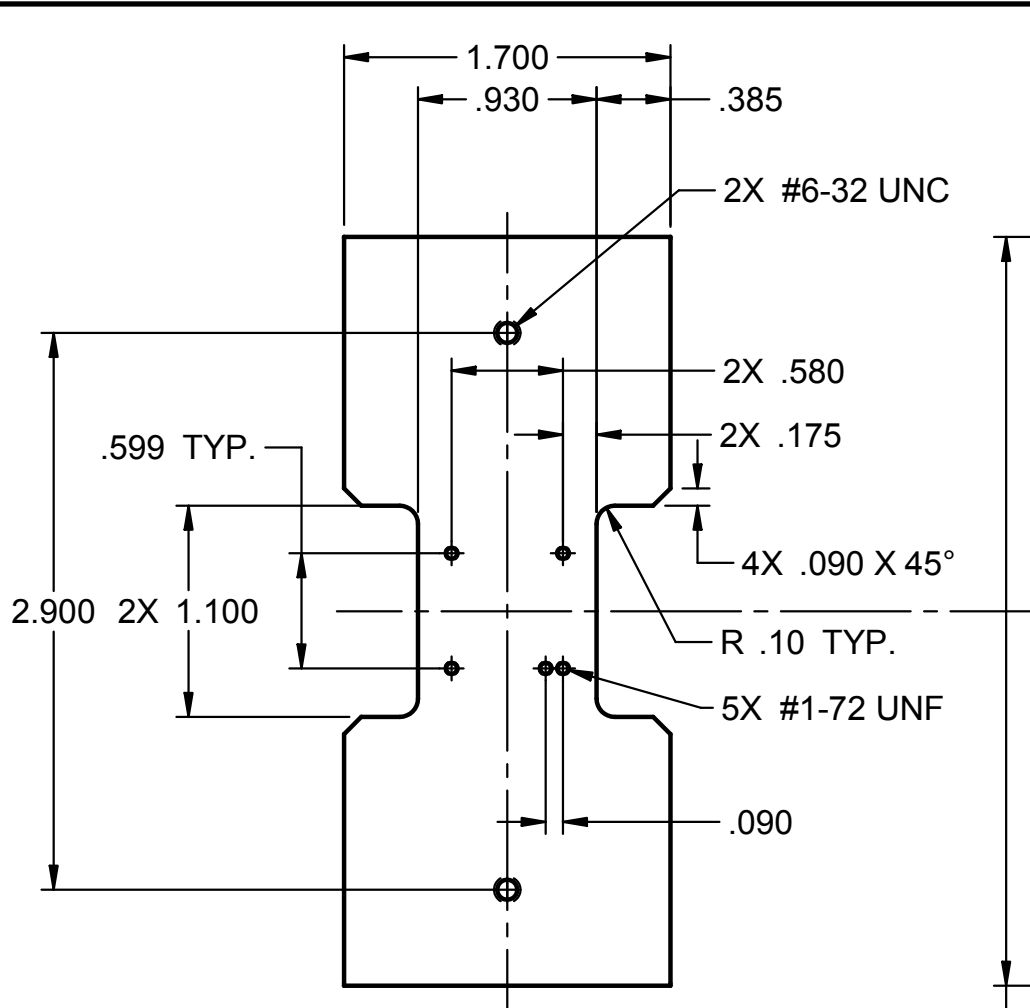 1.700
.930
.385
2X #6-32 UNC
2X .580
2X .175
.599 TYP.
4X .090 X 45°
2.900
2X 1.100
R .10 TYP.
5X #1-72 UNF
.090